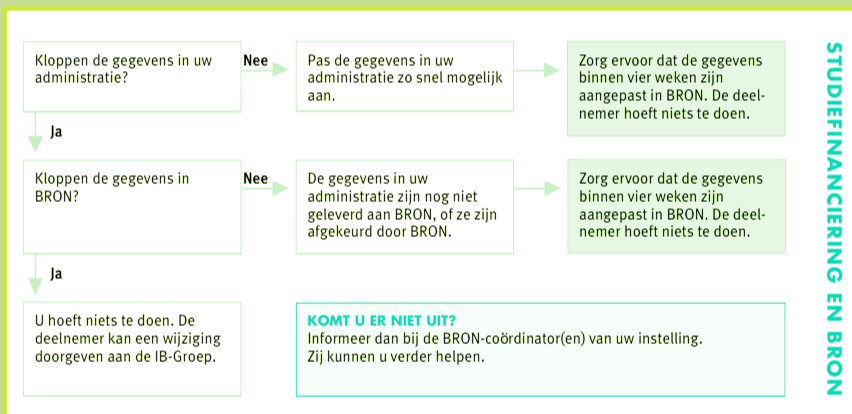 Kloppen de gegevens in uw
administratie?
Nee
Pas de gegevens in uw
administratie zo snel mogelijk
aan.
Zorg ervoor dat de gegevens
binnen vier weken zijn
aangepast in BRON. De deel-
nemer hoeft niets te doen.
Ja
Kloppen de gegevens in
BRON?
Nee
De gegevens in uw
administratie zijn nog niet
geleverd aan BRON, of ze zijn
afgekeurd door BRON.
Zorg ervoor dat de gegevens
binnen vier weken zijn
aangepast in BRON. De deel-
nemer hoeft niets te doen.
Ja
U hoeft niets te doen. De
deelnemer kan een wijziging
doorgeven aan de IB-Groep.
KOMT U ER NIET UIT?
Informeer dan bij de BRON-coördinator(en) van uw instelling.
Zij kunnen u verder helpen.
STUDIEFINANCIERING EN BRON